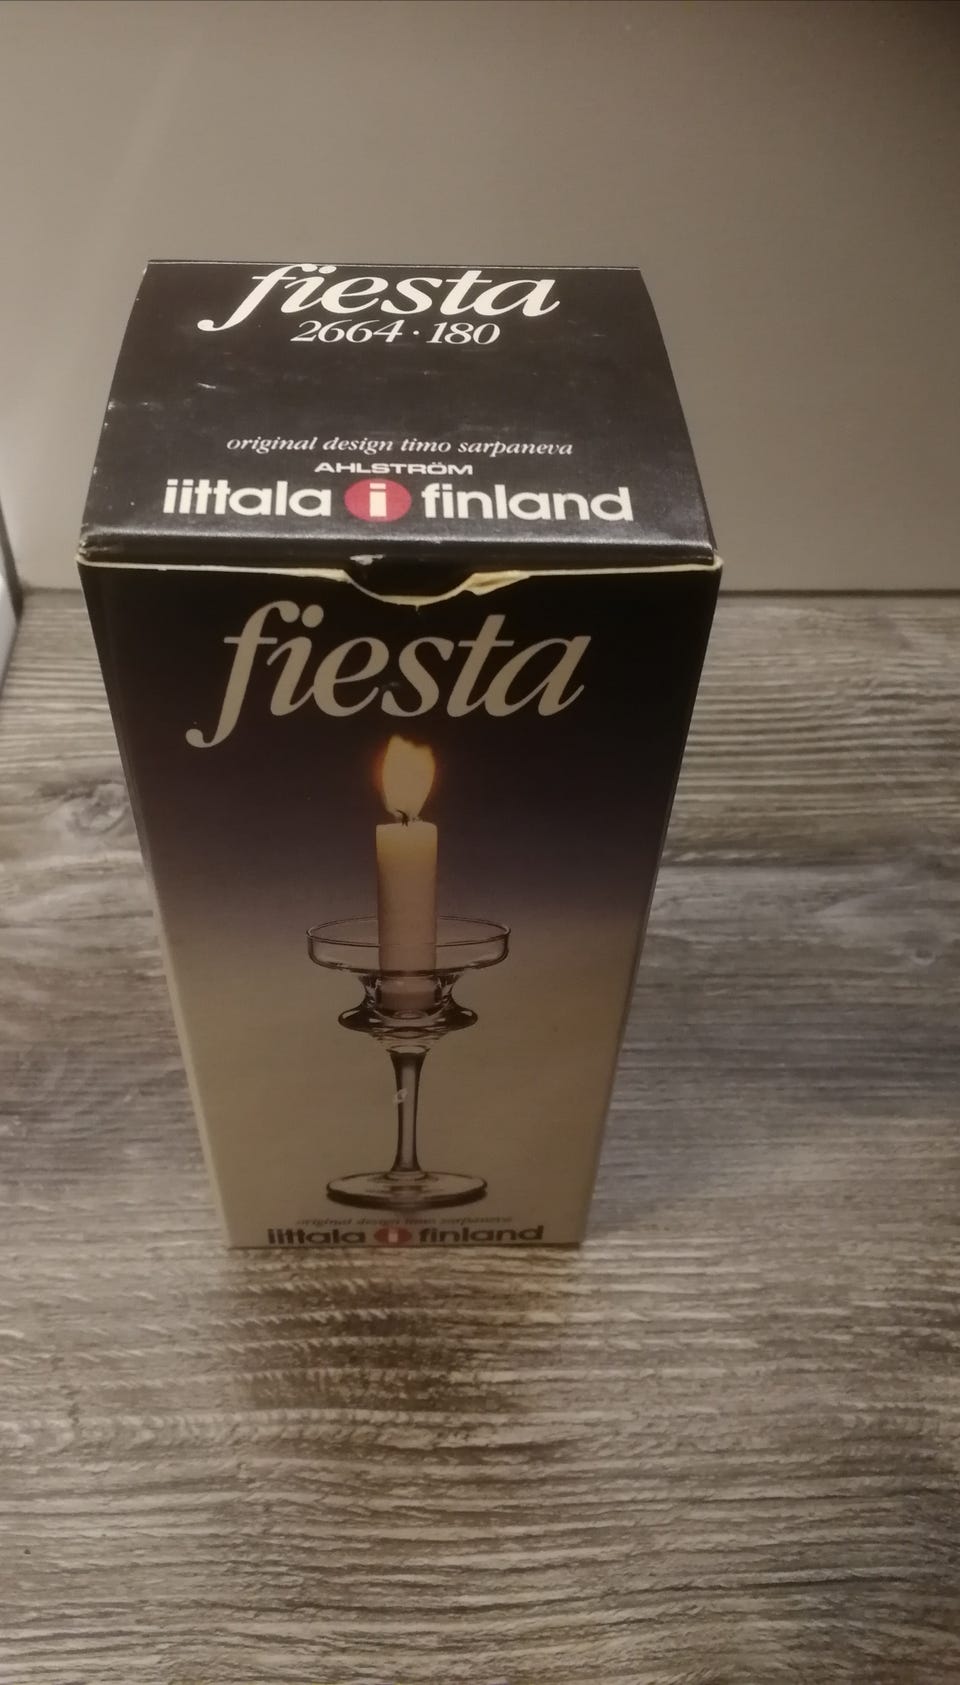 fiesta
2664·180
original design timo sarpaneva
AHLSTRÖM
iittala i finland
fiesta
original design timo sarpaneva
iittala i finland